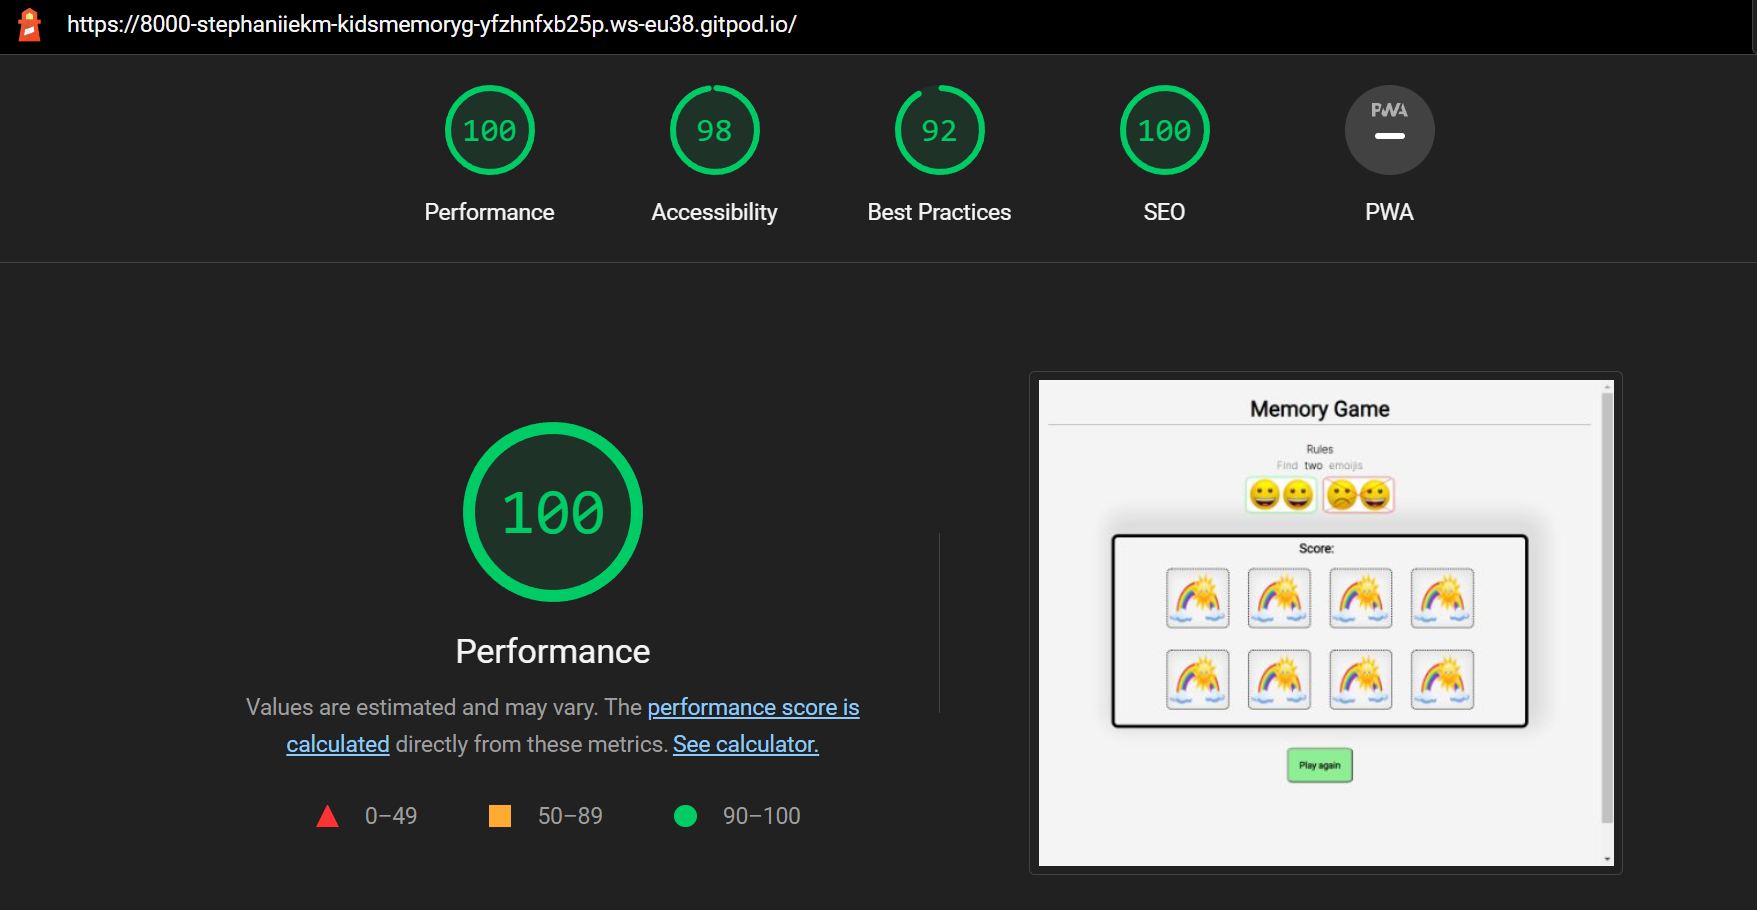 https://8000-stephaniiekm-kidsmemoryg-yfzhnfxb25p.ws-eu38.gitpod.io/
100
98
92
100
PWA
Performance
Accessibility
Best Practices
SEO
PWA
100
Performance
Values are estimated and may vary. The performance score is
calculated directly from these metrics. See calculator.
0–49
50–89
90–100
Memory Game
Rules
Find two emojis
Score:
Play again